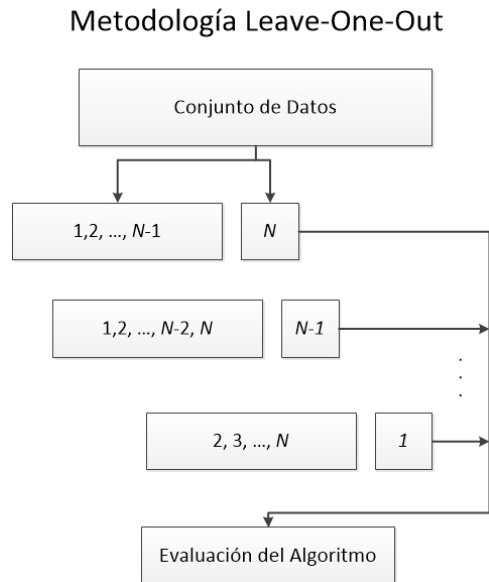 Metodología Leave-One-Out
Conjunto de Datos
1,2, ..., N-1
N
1,2, ..., N-2, N
N-1
.
.
.
2, 3, ..., N
1
Evaluación del Algoritmo